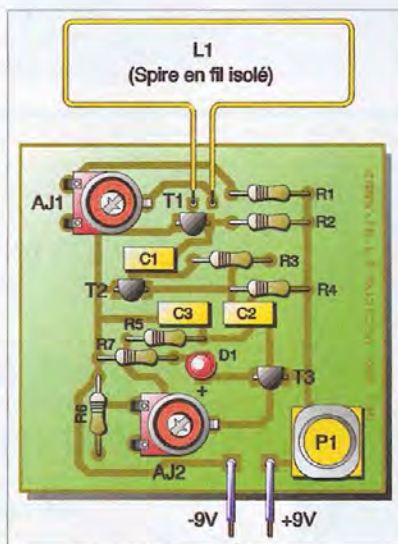 L1
(Spire en fil isolé)
AJ1
T1
R1
R2
C1
R3
T2
R4
C3
C2
R5
R7
D1
T3
+
R6
P1
AJ2
-9V
+9V